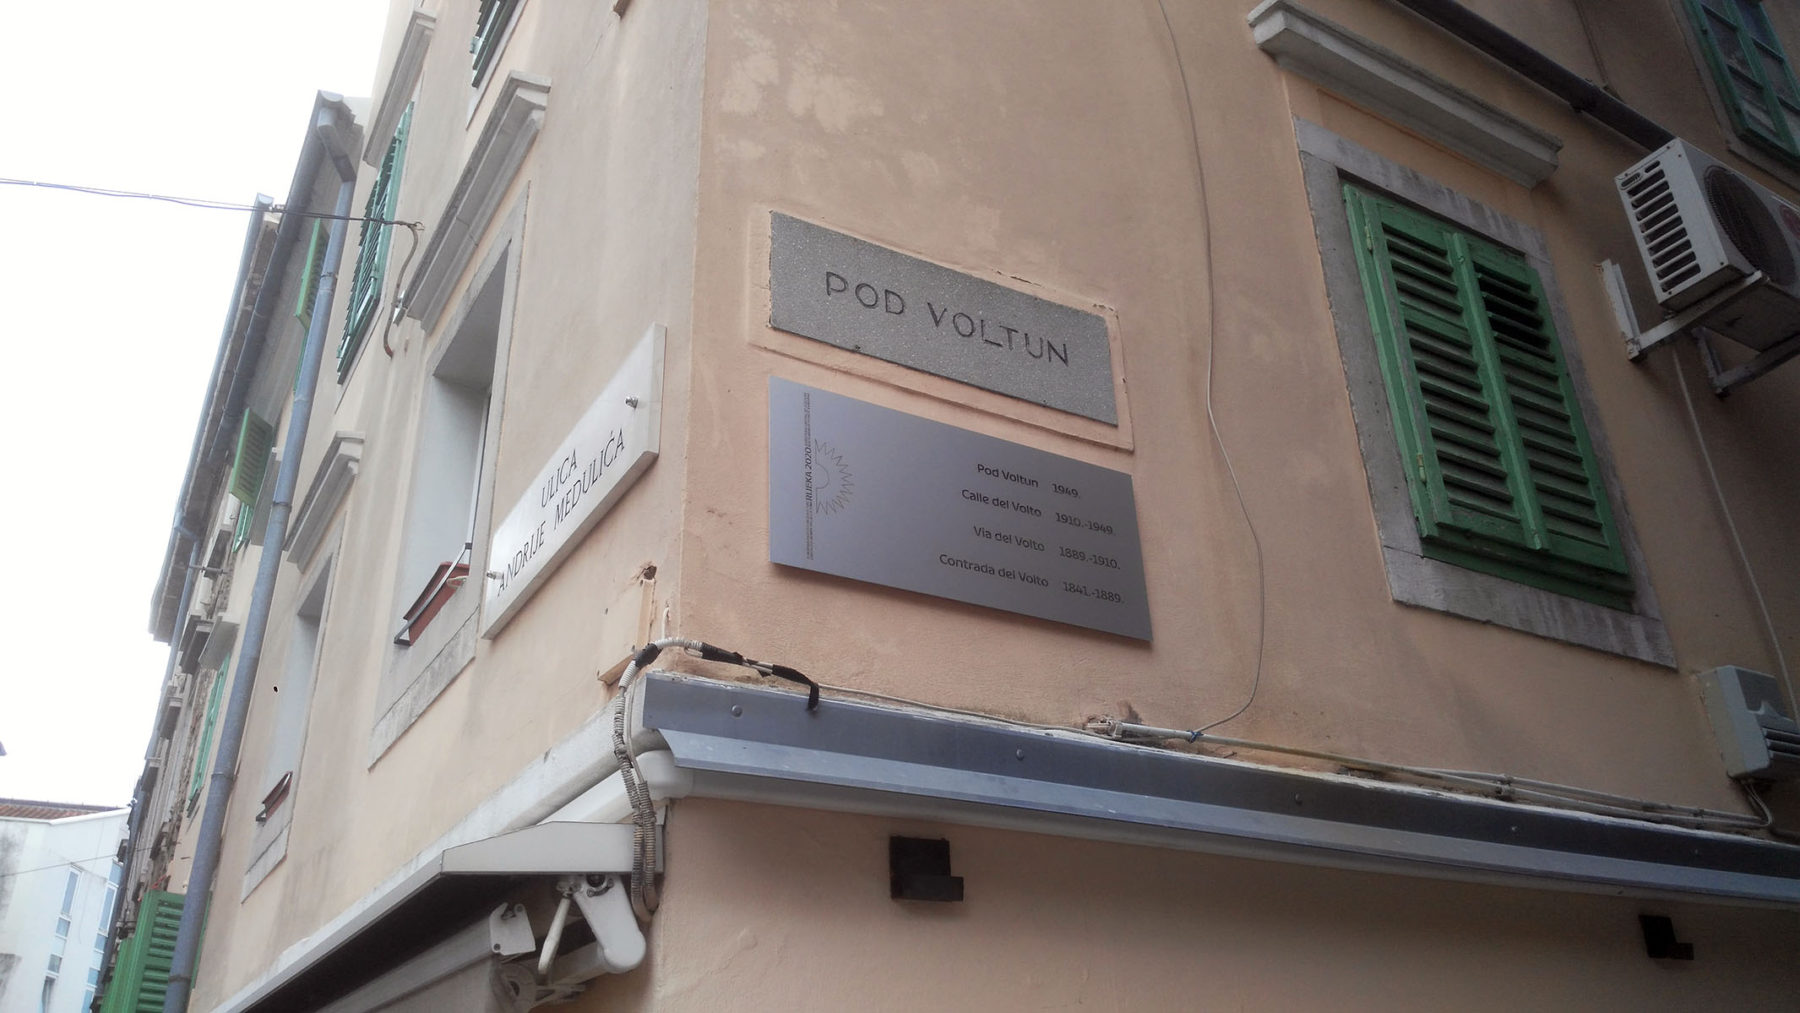 POD VOLTUN
RIJEKA 2020
Pod Voltun 1949.
Calle del Volto 1910.-1949.
Via del Volto 1889.-1910.
Contrada del Volto 1841.-1889.
ULICA
ANDRIJE MEDULIĆA